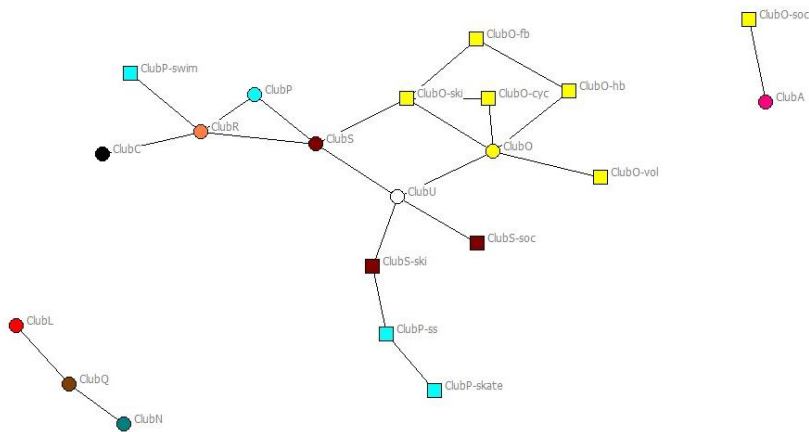 ClubO-soc
ClubO-fb
ClubP-swim
ClubP
ClubO-ski
ClubO-cyc
ClubO-hb
ClubA
ClubR
ClubS
ClubC
ClubO
ClubO-vol
ClubU
ClubS-soc
ClubS-ski
ClubL
ClubP-ss
ClubQ
ClubP-skate
ClubN